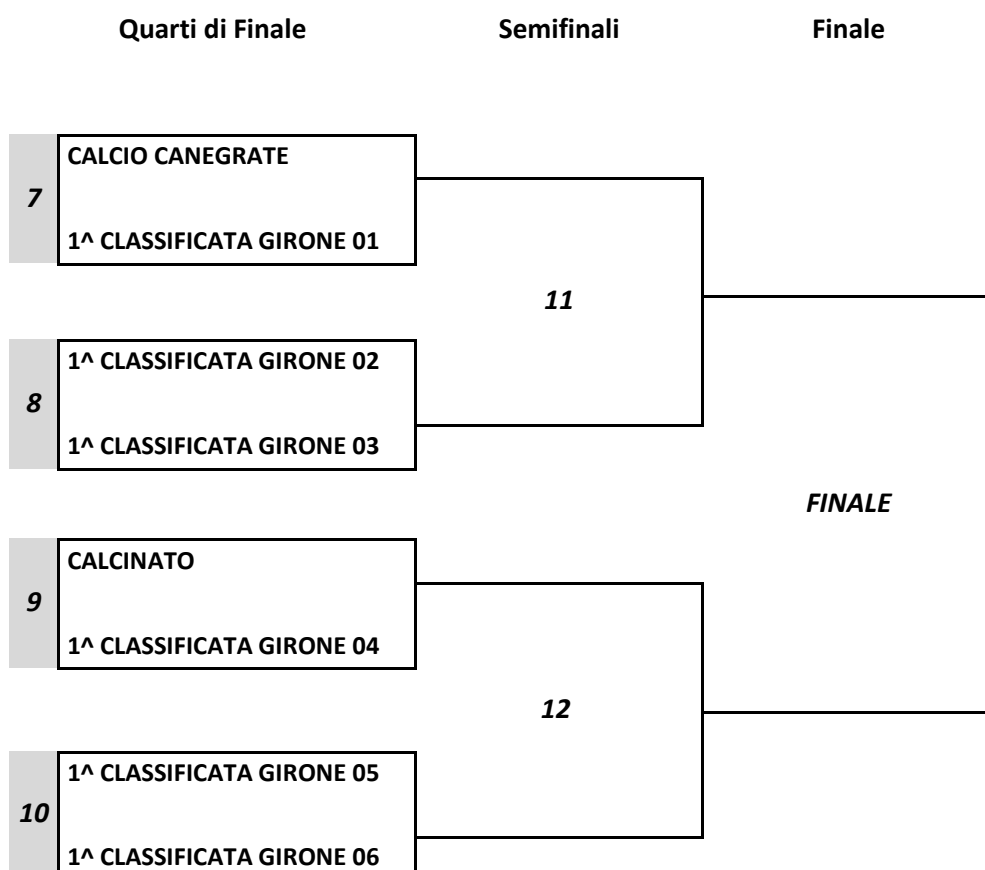 Quarti di Finale
Semifinali
Finale
CALCIO CANEGRATE
7
1^ CLASSIFICATA GIRONE 01
11
1^ CLASSIFICATA GIRONE 02
8
1^ CLASSIFICATA GIRONE 03
FINALE
CALCINATO
9
1^ CLASSIFICATA GIRONE 04
12
1^ CLASSIFICATA GIRONE 05
10
1^ CLASSIFICATA GIRONE 06